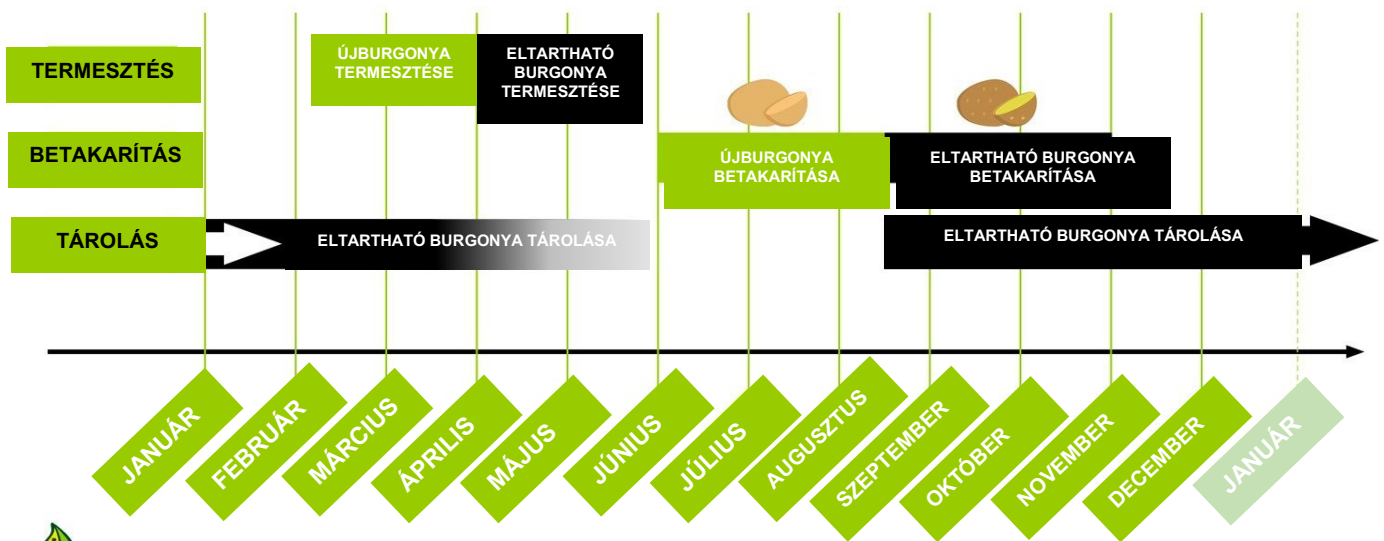 TERMESZTÉS
ÚJBURGONYA
TERMESZTÉSE
ELTARTHATÓ
BURGONYA
TERMESZTÉSE
BETAKARÍTÁS
ÚJBURGONYA
BETAKARÍTÁSA
ELTARTHATÓ BURGONYA
BETAKARÍTÁSA
TÁROLÁS
ELTARTHATÓ BURGONYA TÁROLÁSA
ELTARTHATÓ BURGONYA TÁROLÁSA
JANUÁR
FEBRUÁR
MÁRCIUS
ÁPRILIS
MÁJUS
JÚNIUS
JÚLIUS
AUGUSZTUS
SZEPTEMBER
OKTÓBER
NOVEMBER
DECEMBER
JANUÁR